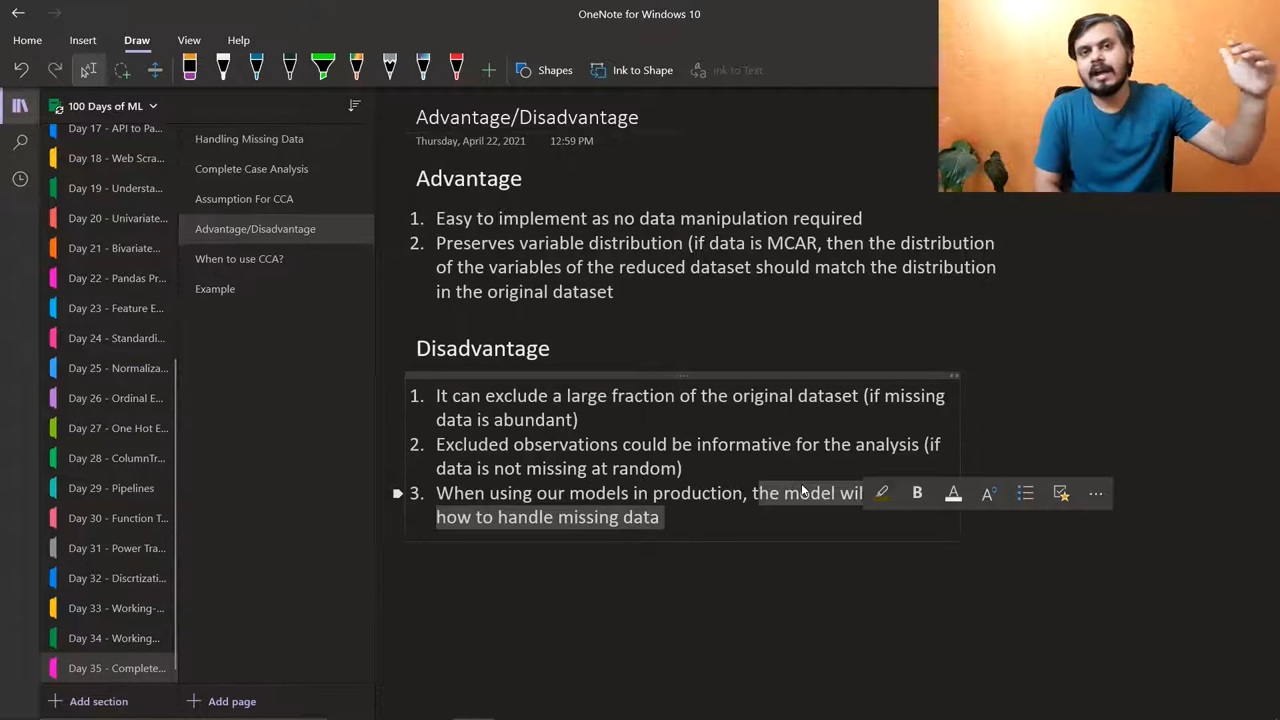 OneNote for Windows 10
Home
Insert
Draw
View
Help
Shapes
Ink to Shape
Ink to Text
100 Days of ML
Day 17 - API to Pa...
Day 18 - Web Scra...
Day 19 - Understa...
Day 20 - Univariate...
Day 21 - Bivariate...
Day 22 - Pandas Pr...
Day 23 - Feature E...
Day 24 - Standardi...
Day 25 - Normaliza...
Day 26 - Ordinal E...
Day 27 - One Hot E...
Day 28 - ColumnTr...
Day 29 - Pipelines
Day 30 - Function T...
Day 31 - Power Tra...
Day 32 - Discrtizati...
Day 33 - Working-...
Day 34 - Working...
Day 35 - Complete...
Add section
Handling Missing Data
Complete Case Analysis
Assumption For CCA
Advantage/Disadvantage
When to use CCA?
Example
Add page
Advantage/Disadvantage
Thursday, April 22, 2021 12:59 PM
Advantage
1. Easy to implement as no data manipulation required
2. Preserves variable distribution (if data is MCAR, then the distribution
of the variables of the reduced dataset should match the distribution
in the original dataset
Disadvantage
1. It can exclude a large fraction of the original dataset (if missing
data is abundant)
2. Excluded observations could be informative for the analysis (if
data is not missing at random)
3. When using our models in production, the model wil
how to handle missing data
B
A
A